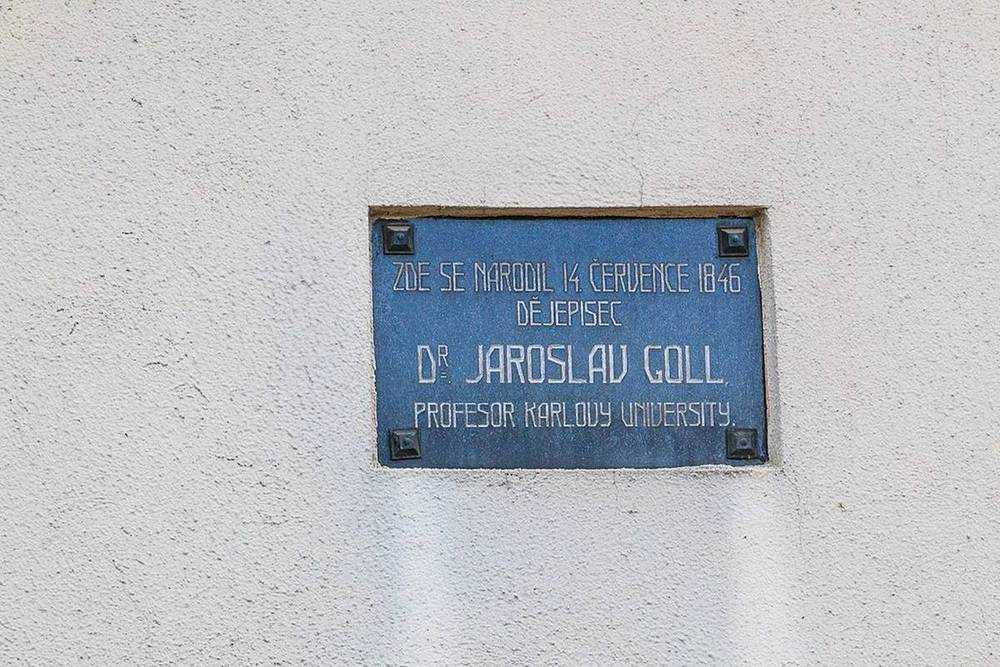 ZDE SE NARODIL 14. ČERVENCE 1846
DĚJEPISEC
DR. JAROSLAV GOLL,
PROFESOR KARLOVY UNIVERSITY.